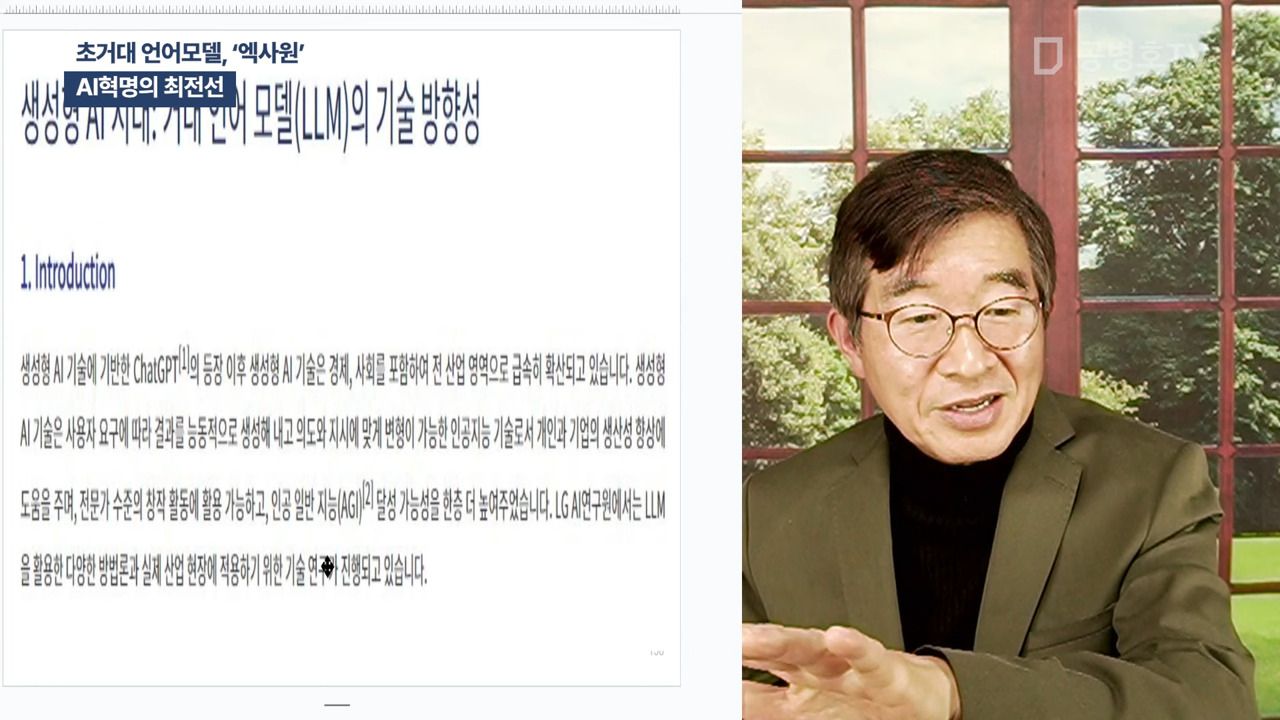 초거대 언어모델, ‘엑사원’
AI혁명의 최전선
공병호TV
생성형 AI 시대: 거대 언어 모델(LLM)의 기술 방향성
1. Introduction
생성형 AI 기술에 기반한 ChatGPT[1]의 등장 이후 생성형 AI 기술은 경제, 사회를 포함하여 전 산업 영역으로 급속히 확산되고 있습니다. 생성형
AI 기술은 사용자 요구에 따라 결과를 능동적으로 생성해 내고 의도와 지시에 맞게 변형이 가능한 인공지능 기술로서 개인과 기업의 생산성 향상에
도움을 주며, 전문가 수준의 창작 활동에 활용 가능하고, 인공 일반 지능(AGI)[2] 달성 가능성을 한층 더 높여주었습니다. LG AI연구원에서는 LLM
을 활용한 다양한 방법론과 실제 산업 현장에 적용하기 위한 기술 연구가 진행되고 있습니다.